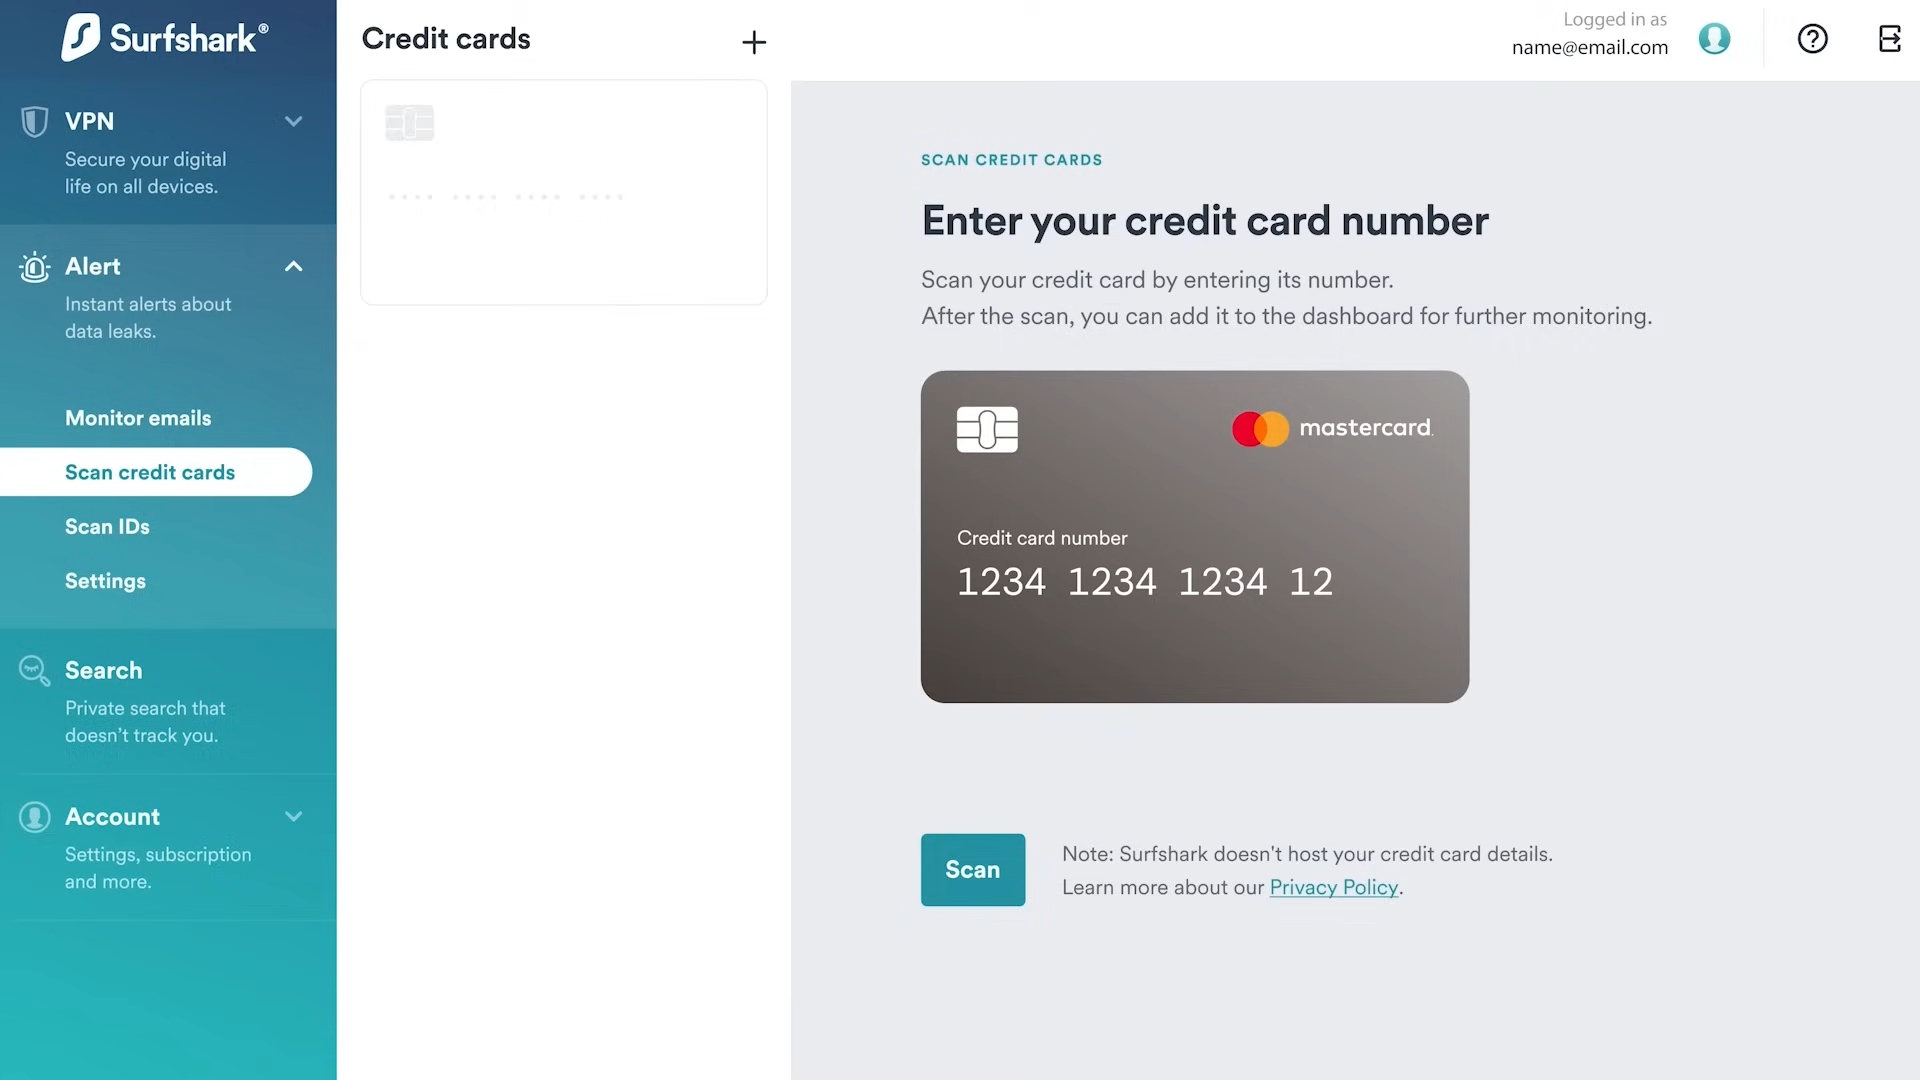 Surfshark®
VPN
Secure your digital
life on all devices.
Alert
Instant alerts about
data leaks.
Monitor emails
Scan credit cards
Scan IDs
Settings
Search
Private search that
doesn’t track you.
Account
Settings, subscription
and more.
Credit cards
Logged in as
name@email.com
SCAN CREDIT CARDS
Enter your credit card number
Scan your credit card by entering its number.
After the scan, you can add it to the dashboard for further monitoring.
mastercard.
Credit card number
1234 1234 1234 12
Scan
Note: Surfshark doesn't host your credit card details.
Learn more about our Privacy Policy.